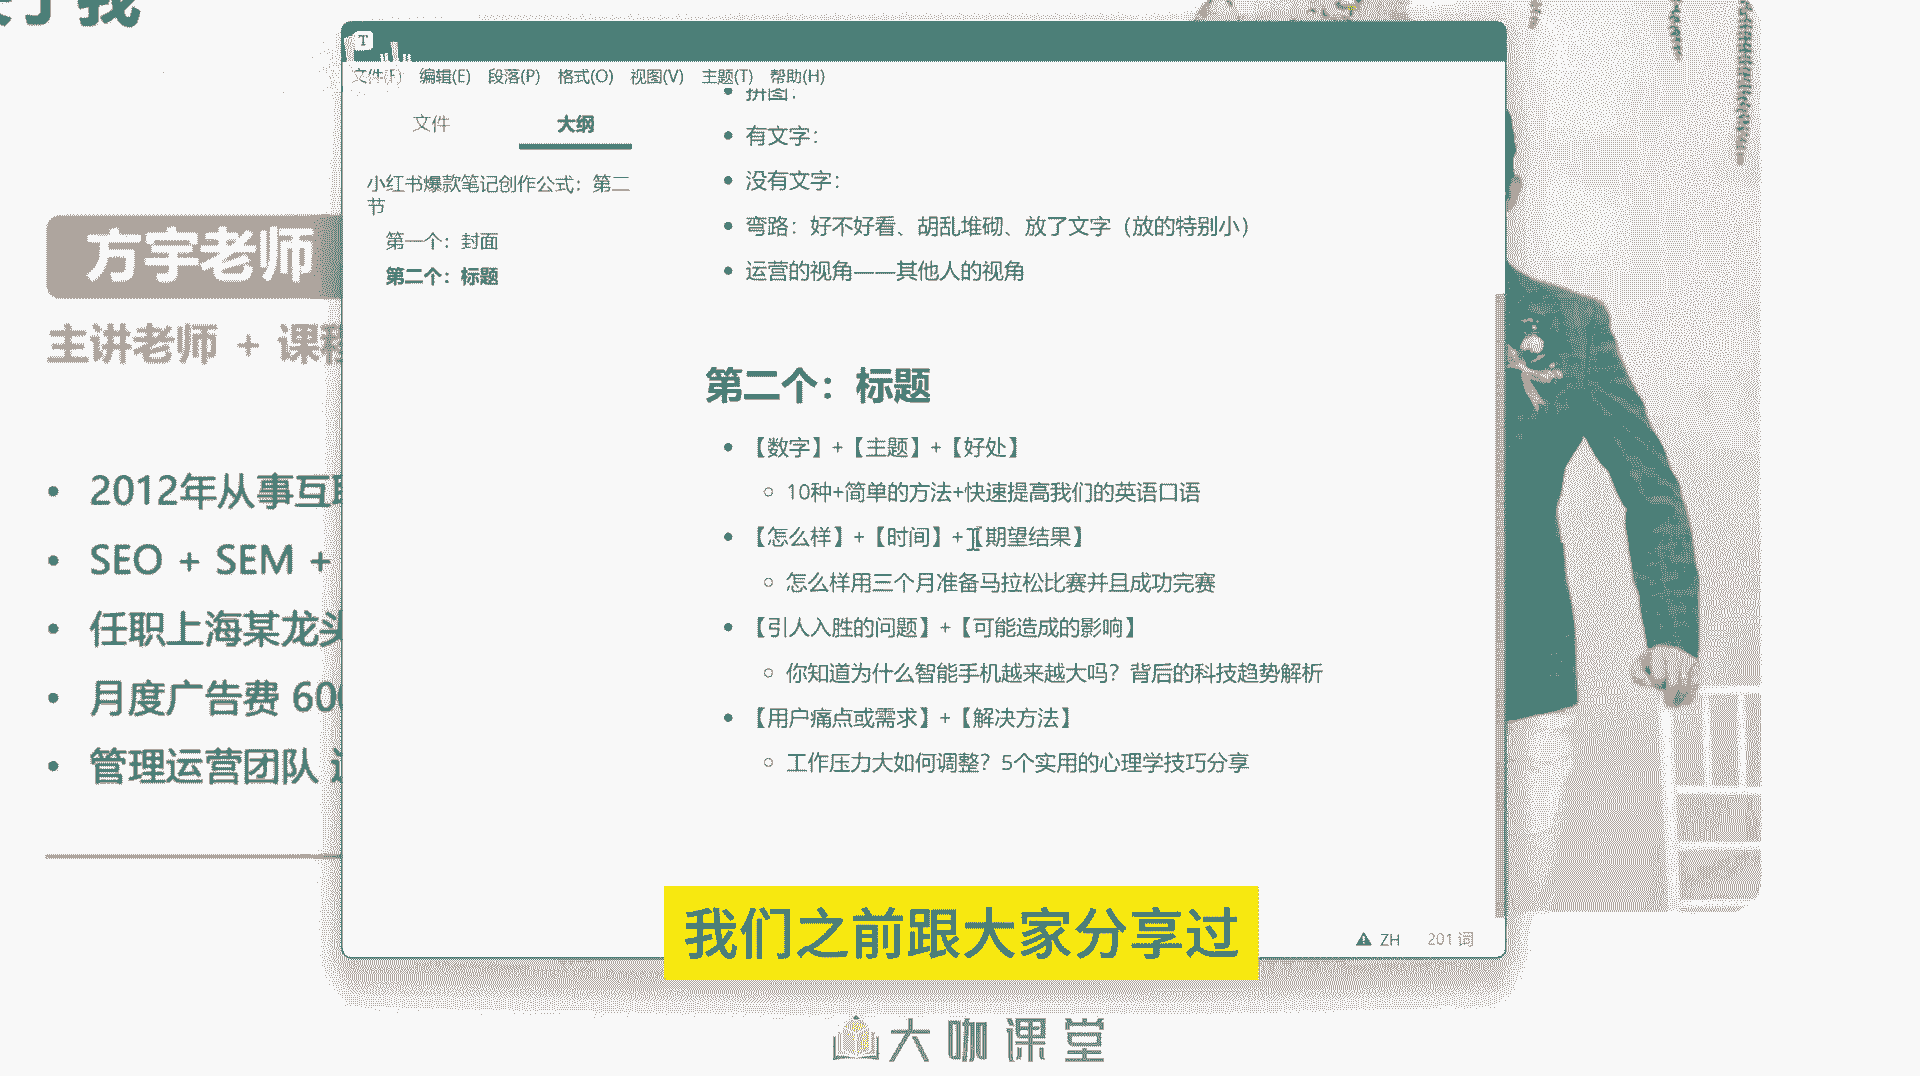 我
方宇老师
主讲老师 + 课程
2012年从事互联
SEO + SEM +
任职上海某龙头
月度广告费 600
管理运营团队
T
文件(F) 编辑(E) 段落(P) 格式(O) 视图(V) 主题(T) 帮助(H)
文件 大纲
小红书爆款笔记创作公式：第二
节
第一个：封面
第二个：标题
拼图：
有文字：
没有文字：
弯路：好不好看、胡乱堆砌、放了文字（放的特别小）
运营的视角——其他人的视角
第二个：标题
【数字】+【主题】+【好处】
10种+简单的方法+快速提高我们的英语口语
【怎么样】+【时间】+【期望结果】
怎么样用三个月准备马拉松比赛并且成功完赛
【引人入胜的问题】+【可能造成的影响】
你知道为什么智能手机越来越大吗？背后的科技趋势解析
【用户痛点或需求】+【解决方法】
工作压力大如何调整？5个实用的心理学技巧分享
ZH 201 词
我们之前跟大家分享过
大咖课堂